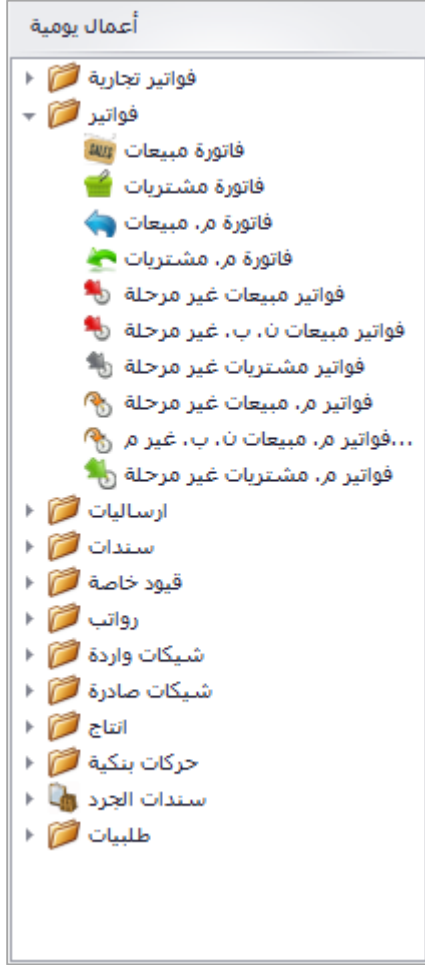 أعمال يومية
فواتير تجارية
فواتير
SALES فاتورة مبيعات
فاتورة مشتريات
فاتورة م. مبيعات
فاتورة م. مشتريات
فواتير مبيعات غير مرحلة
فواتير مبيعات ن. ب. غير مرحلة
فواتير مشتريات غير مرحلة
فواتير م. مبيعات غير مرحلة
...فواتير م. مبيعات ن. ب. غير م
فواتير م. مشتريات غير مرحلة
ارساليات
سندات
قيود خاصة
رواتب
شيكات واردة
شيكات صادرة
انتاج
حركات بنكية
سندات الجرد
طلبيات